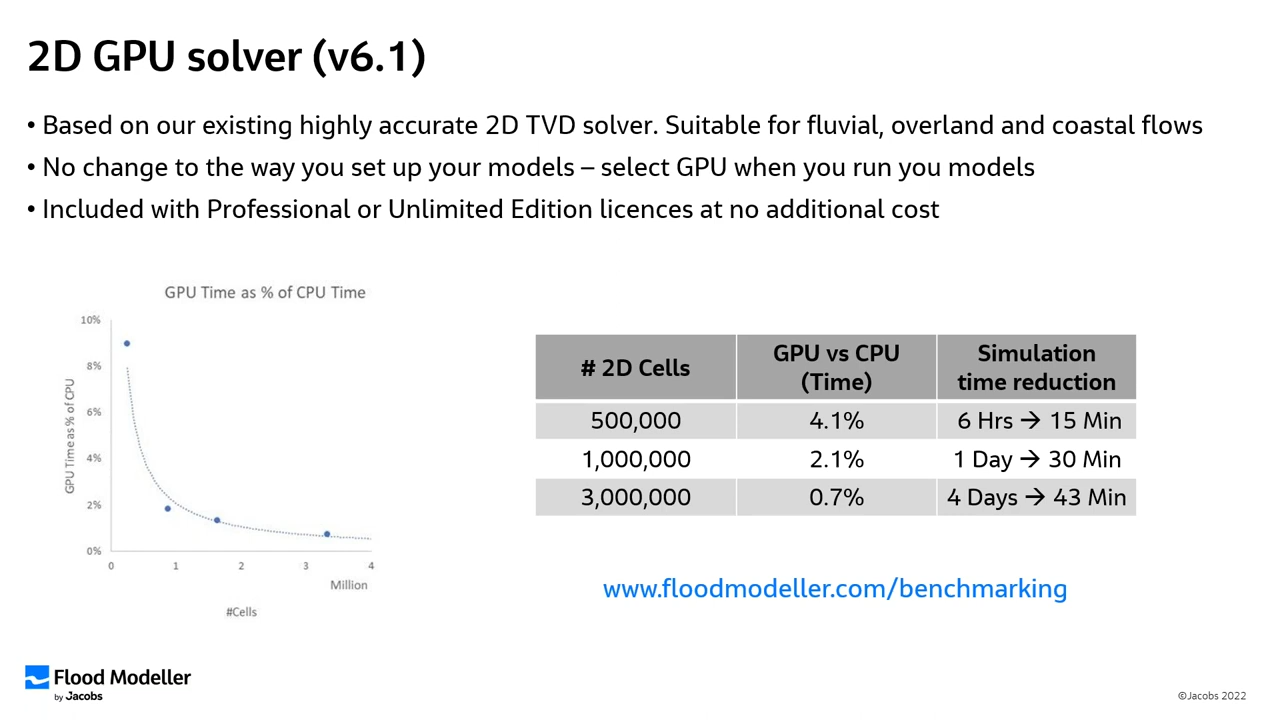 2D GPU solver (v6.1)
• Based on our existing highly accurate 2D TVD solver. Suitable for fluvial, overland and coastal flows
• No change to the way you set up your models – select GPU when you run you models
• Included with Professional or Unlimited Edition licences at no additional cost
GPU Time as % of CPU Time
GPU Time as % of CPU
10%
8%
6%
4%
2%
0%
0 1 2 3 4
Million
#Cells
# 2D Cells GPU vs CPU (Time) Simulation time reduction
500,000 4.1% 6 Hrs → 15 Min
1,000,000 2.1% 1 Day → 30 Min
3,000,000 0.7% 4 Days → 43 Min
www.floodmodeller.com/benchmarking
Flood Modeller
by Jacobs
©Jacobs 2022